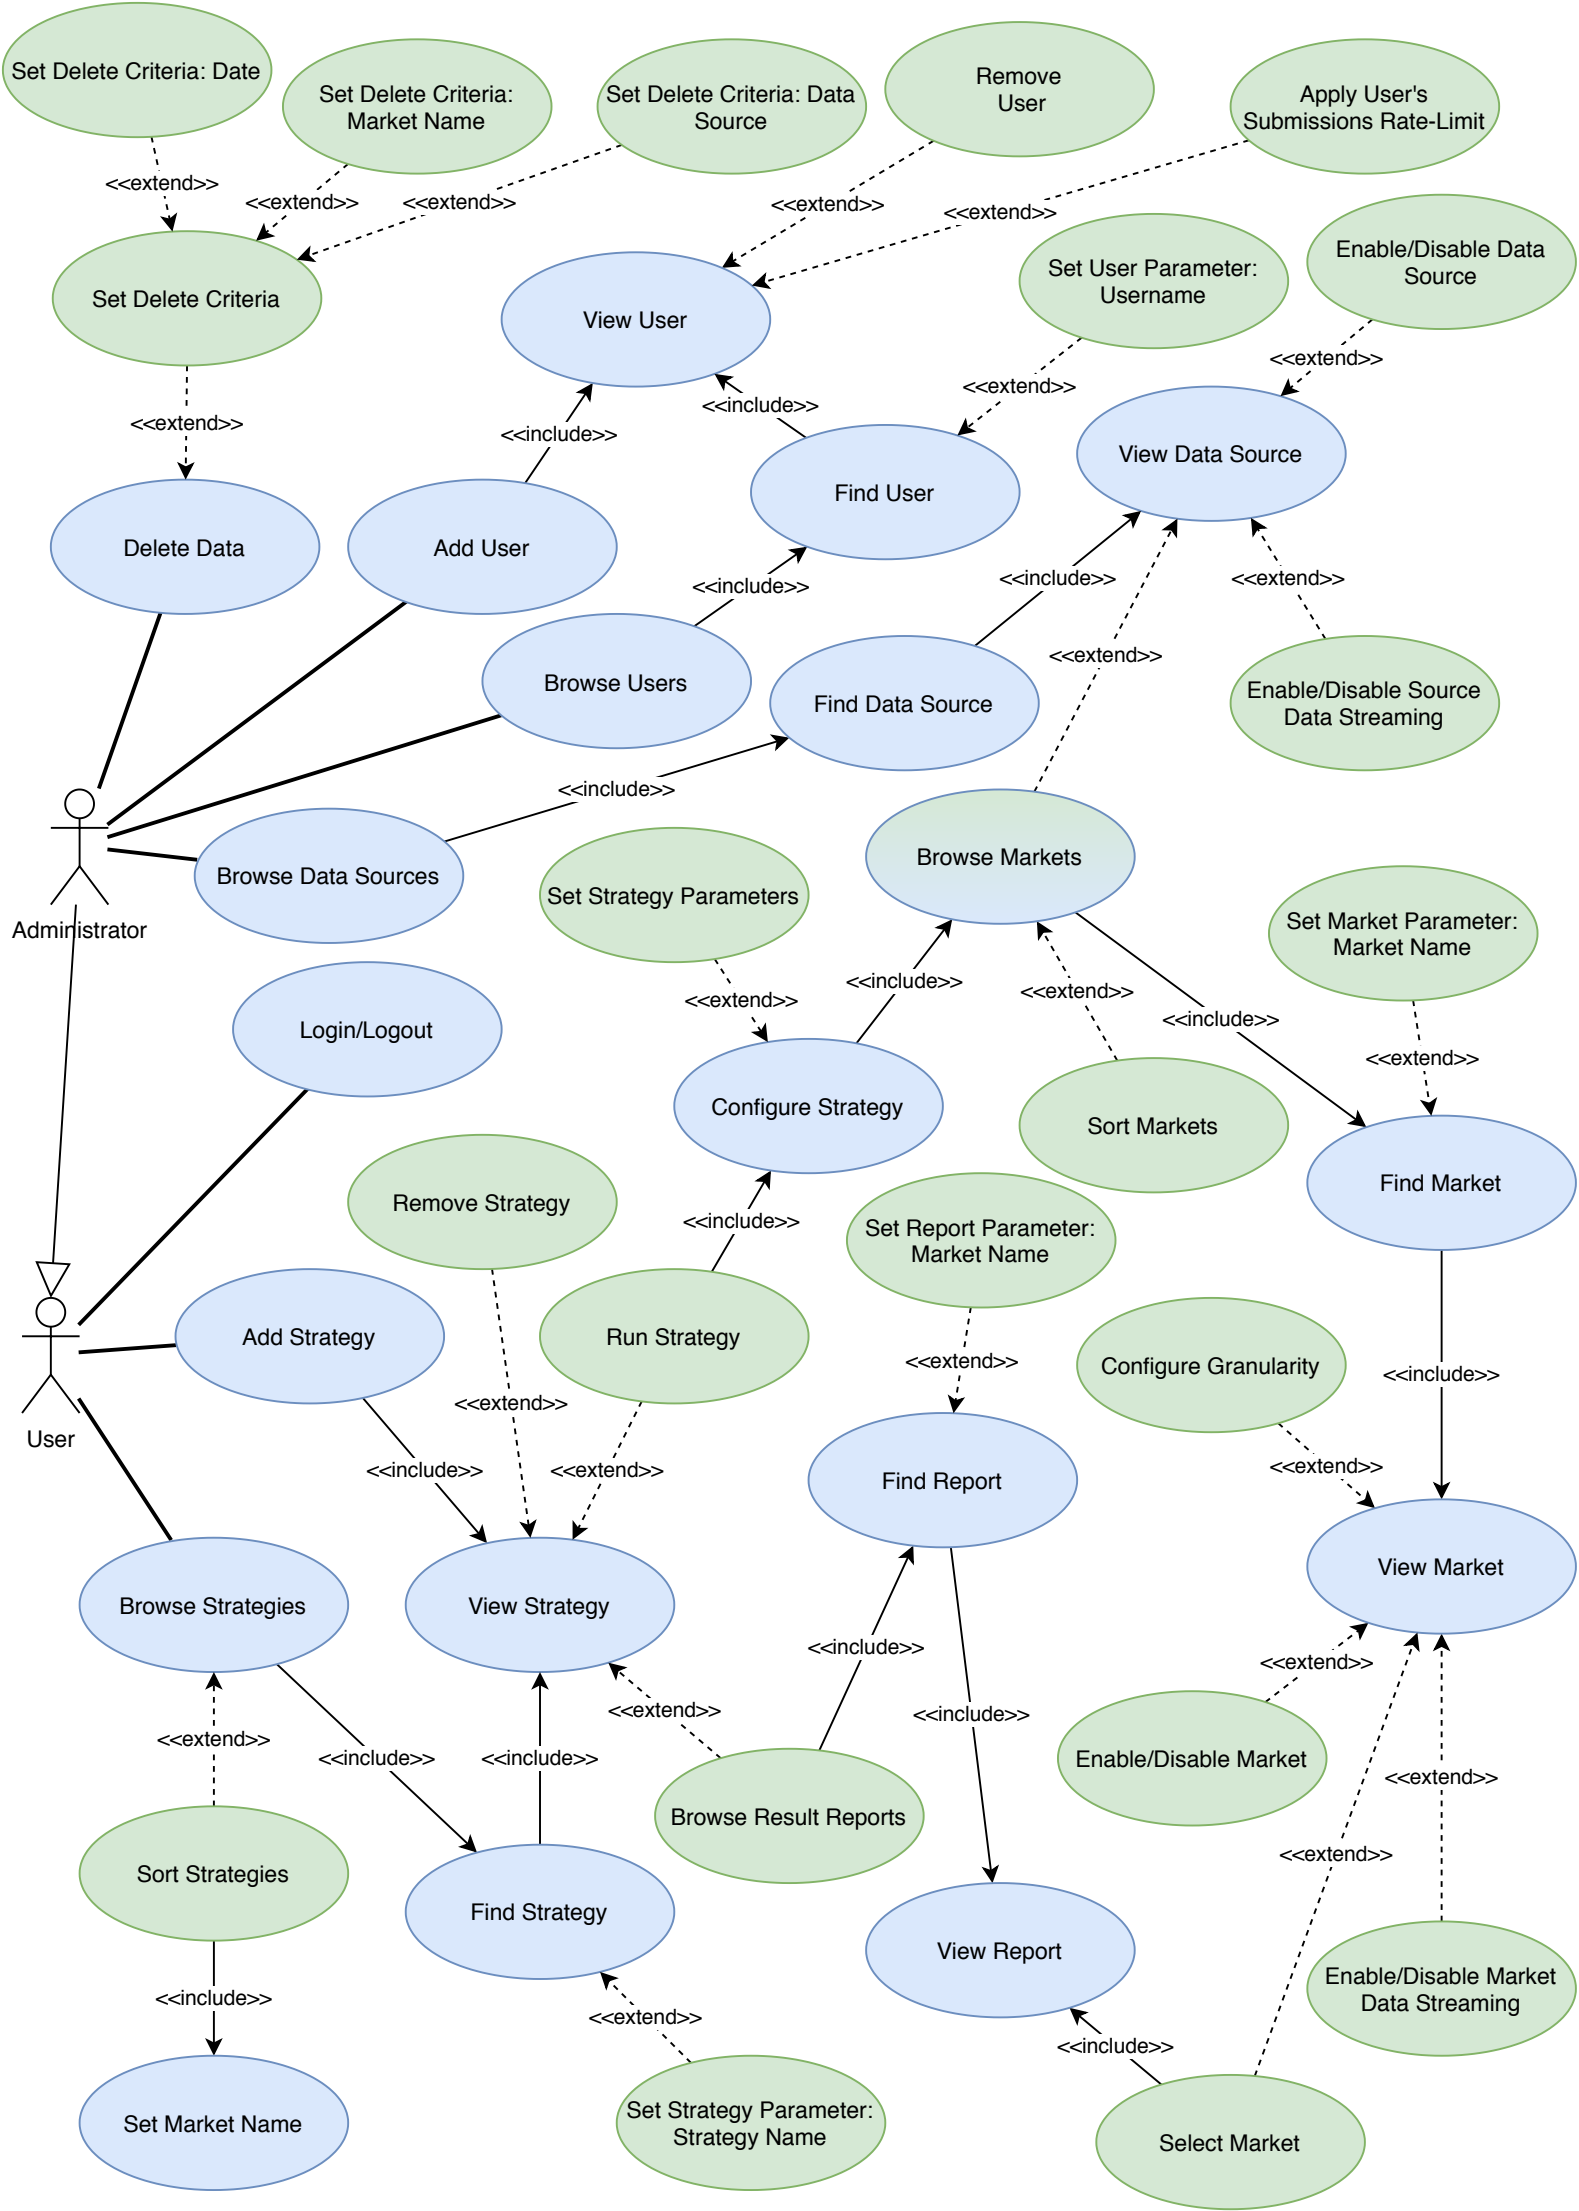 Set Delete Criteria: Date
Set Delete Criteria:
Market Name
Set Delete Criteria: Data
Source
Remove
User
Apply User's
Submissions Rate-Limit
<<extend>>
<<extend>>
<<extend>>
<<extend>>
<<extend>>
Set Delete Criteria
View User
Set User Parameter:
Username
Enable/Disable Data
Source
<<extend>>
<<extend>>
<<include>>
<<extend>>
<<include>>
View Data Source
Find User
Delete Data
Add User
<<include>>
<<include>>
<<extend>>
<<extend>>
Browse Users
Find Data Source
Enable/Disable Source
Data Streaming
<<include>>
Browse Markets
Browse Data Sources
Set Strategy Parameters
Set Market Parameter:
Market Name
Administrator
<<include>>
<<extend>>
<<extend>>
<<include>>
Login/Logout
<<extend>>
Configure Strategy
Sort Markets
Find Market
Remove Strategy
<<include>>
Set Report Parameter:
Market Name
Add Strategy
Run Strategy
<<extend>>
Configure Granularity
<<include>>
<<extend>>
User
<<include>>
<<extend>>
<<extend>>
Find Report
View Market
Browse Strategies
View Strategy
<<include>>
<<extend>>
<<extend>>
<<include>>
<<extend>>
<<include>>
<<include>>
Enable/Disable Market
<<extend>>
Browse Result Reports
<<extend>>
Sort Strategies
Find Strategy
View Report
Enable/Disable Market
Data Streaming
<<include>>
<<extend>>
<<include>>
Set Market Name
Set Strategy Parameter:
Strategy Name
Select Market